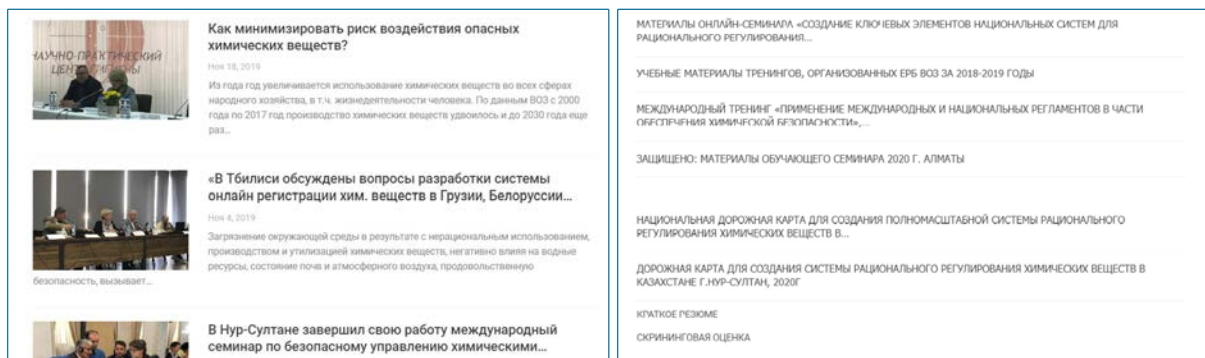 НАУЧНО-ПРАКТИЧЕСКИЙ
ЦЕНТР ГИГИЕНЫ
Как минимизировать риск воздействия опасных
химических веществ?
Ноя 18, 2019
Из года год увеличивается использование химических веществ во всех сферах
народного хозяйства, в т.ч. жизнедеятельности человека. По данным ВОЗ с 2000
года по 2017 год производство химических веществ удвоилось и до 2030 года еще
раз...
«В Тбилиси обсуждены вопросы разработки системы
онлайн регистрации хим. веществ в Грузии, Белоруссии...
Ноя 4, 2019
Загрязнение окружающей среды в результате с нерациональным использованием,
производством и утилизацией химических веществ, негативно влияя на водные
ресурсы, состояние почв и атмосферного воздуха, продовольственную
безопасность, вызывает...
В Нур-Султане завершил свою работу международный
семинар по безопасному управлению химическими...
МАТЕРИАЛЫ ОНЛАЙН-СЕМИНАРА «СОЗДАНИЕ КЛЮЧЕВЫХ ЭЛЕМЕНТОВ НАЦИОНАЛЬНЫХ СИСТЕМ ДЛЯ
РАЦИОНАЛЬНОГО РЕГУЛИРОВАНИЯ...
УЧЕБНЫЕ МАТЕРИАЛЫ ТРЕНИНГОВ, ОРГАНИЗОВАННЫХ ЕРБ ВОЗ ЗА 2018-2019 ГОДЫ
МЕЖДУНАРОДНЫЙ ТРЕНИНГ «ПРИМЕНЕНИЕ МЕЖДУНАРОДНЫХ И НАЦИОНАЛЬНЫХ РЕГЛАМЕНТОВ В ЧАСТИ
ОБЕСПЕЧЕНИЯ ХИМИЧЕСКОЙ БЕЗОПАСНОСТИ»,...
ЗАЩИЩЕНО: МАТЕРИАЛЫ ОБУЧАЮЩЕГО СЕМИНАРА 2020 Г. АЛМАТЫ
НАЦИОНАЛЬНАЯ ДОРОЖНАЯ КАРТА ДЛЯ СОЗДАНИЯ ПОЛНОМАСШТАБНОЙ СИСТЕМЫ РАЦИОНАЛЬНОГО
РЕГУЛИРОВАНИЯ ХИМИЧЕСКИХ ВЕЩЕСТВ В...
ДОРОЖНАЯ КАРТА ДЛЯ СОЗДАНИЯ СИСТЕМЫ РАЦИОНАЛЬНОГО РЕГУЛИРОВАНИЯ ХИМИЧЕСКИХ ВЕЩЕСТВ В
КАЗАХСТАНЕ Г.НУР-СУЛТАН, 2020Г
КРАТКОЕ РЕЗЮМЕ
СКРИНИНГОВАЯ ОЦЕНКА